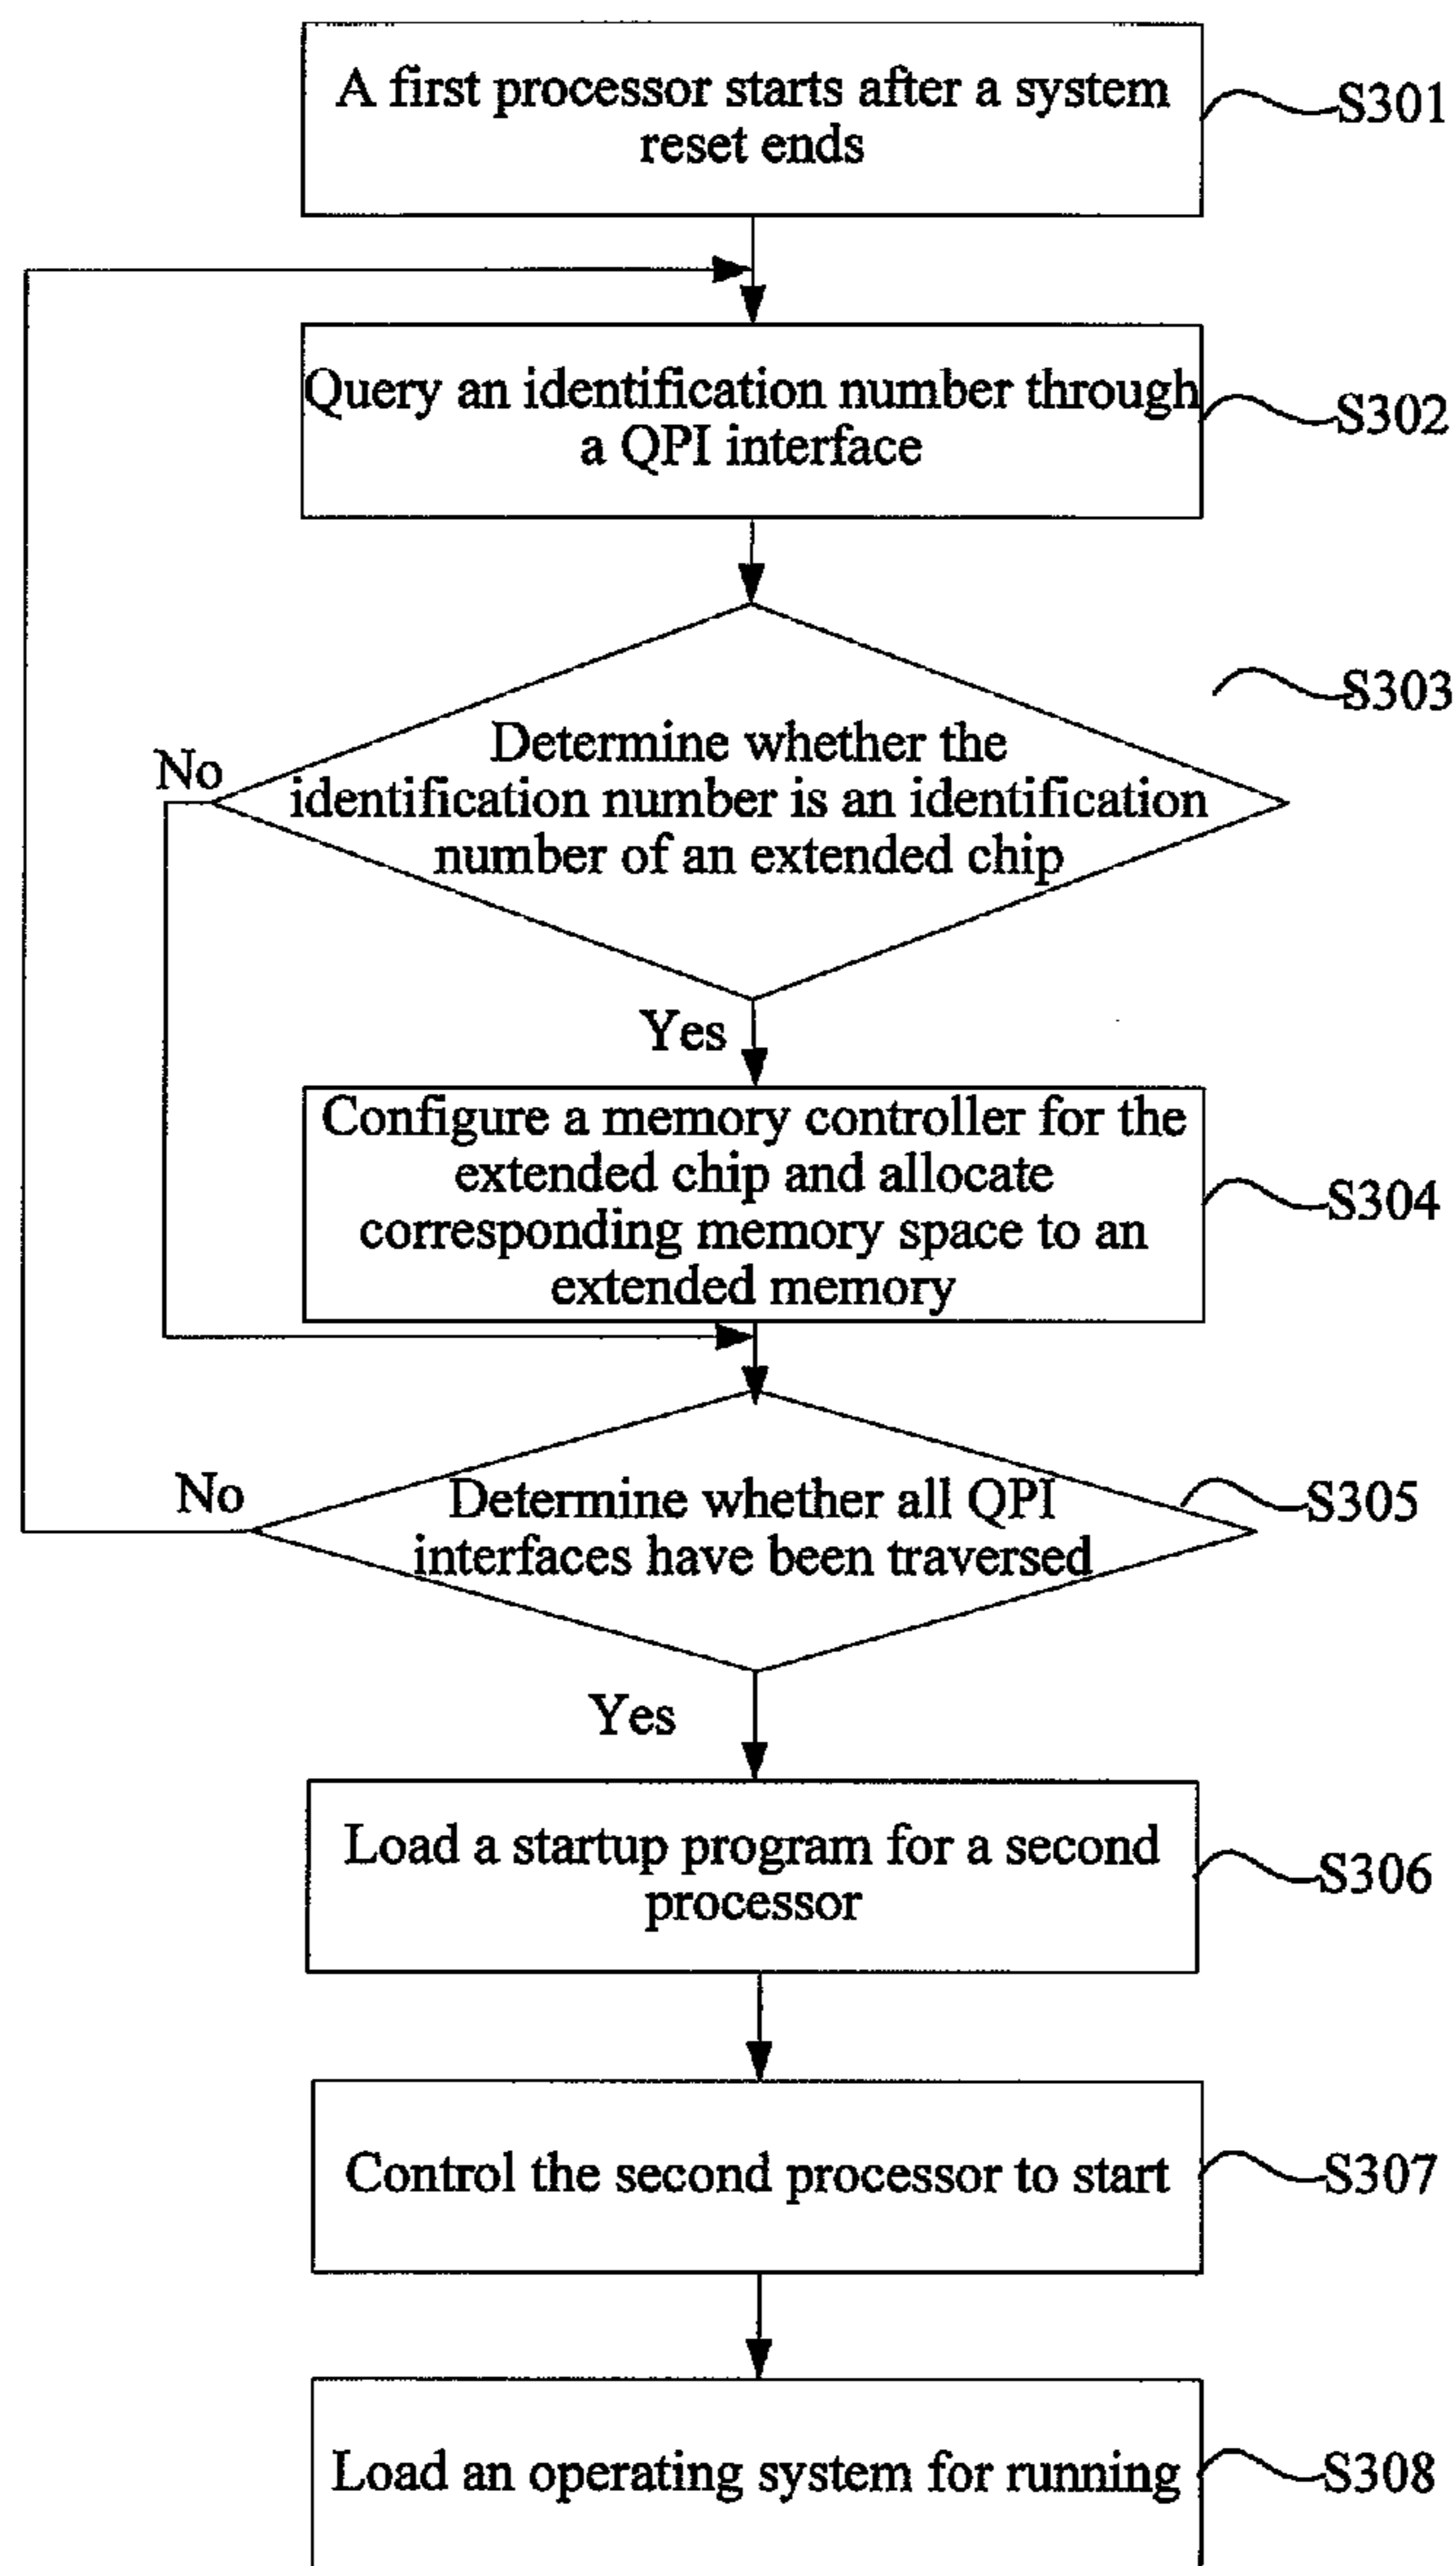 A first processor starts after a system
reset ends
S301
Query an identification number through
a QPI interface
S302
S303
Determine whether the
identification number is an identification
number of an extended chip
No
Yes
Configure a memory controller for the
extended chip and allocate
corresponding memory space to an
extended memory
S304
Determine whether all QPI
interfaces have been traversed
S305
No
Yes
Load a startup program for a second
processor
S306
Control the second processor to start
S307
Load an operating system for running
S308